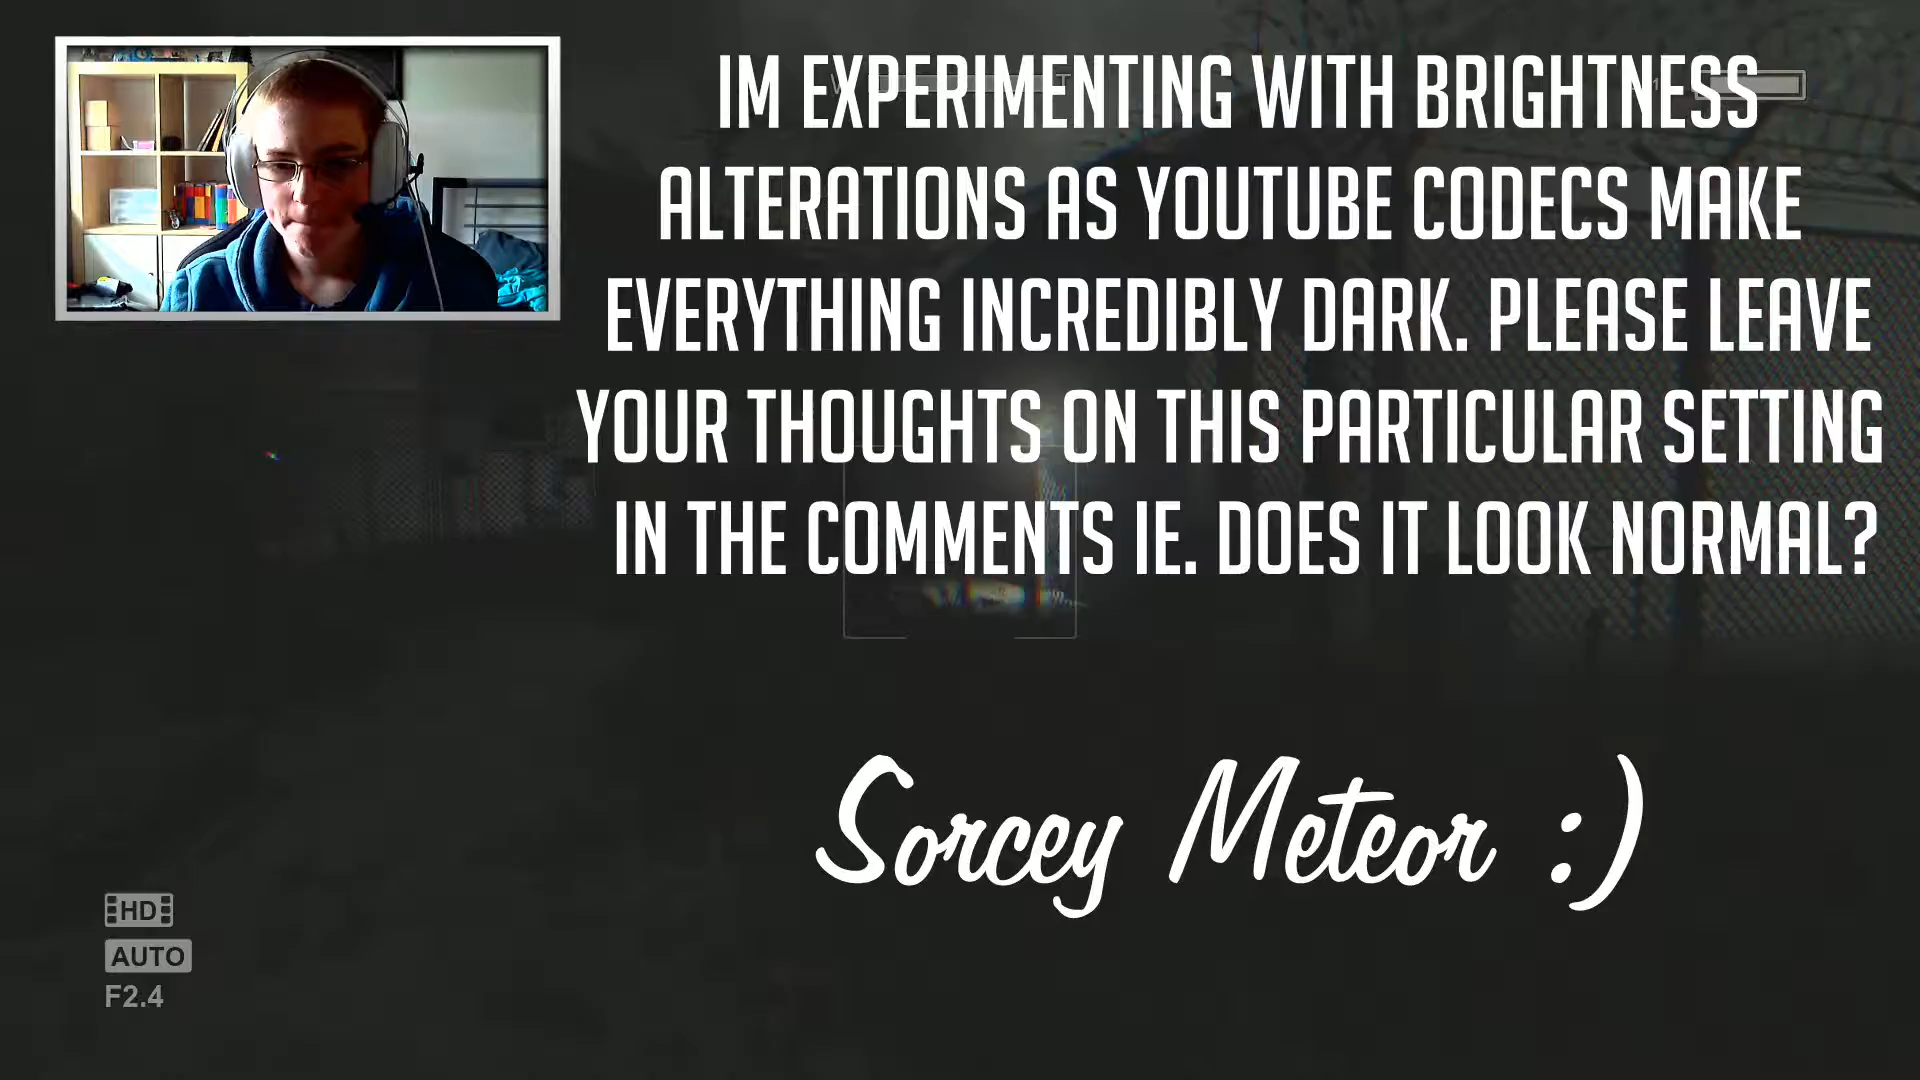 IM EXPERIMENTING WITH BRIGHTNESS
ALTERATIONS AS YOUTUBE CODECS MAKE
EVERYTHING INCREDIBLY DARK. PLEASE LEAVE
YOUR THOUGHTS ON THIS PARTICULAR SETTING
IN THE COMMENTS IE. DOES IT LOOK NORMAL?
Sorcey Meteor :)
HD
AUTO
F2.4